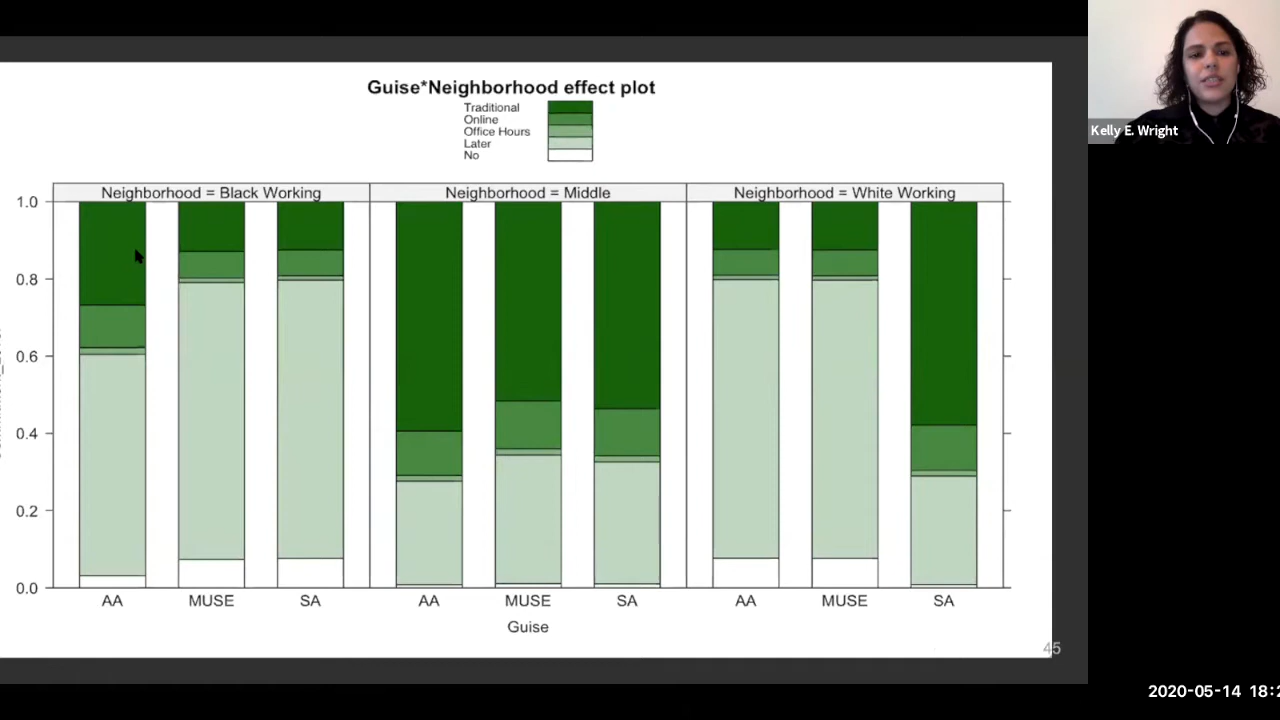 Guise*Neighborhood effect plot
Traditional
Online
Office Hours
Later
No
Kelly E. Wright
Neighborhood = Black Working
Neighborhood = Middle
Neighborhood = White Working
1.0
0.8
0.6
0.4
0.2
0.0
AA
MUSE
SA
AA
MUSE
SA
AA
MUSE
SA
Guise
45
2020-05-14 18:2